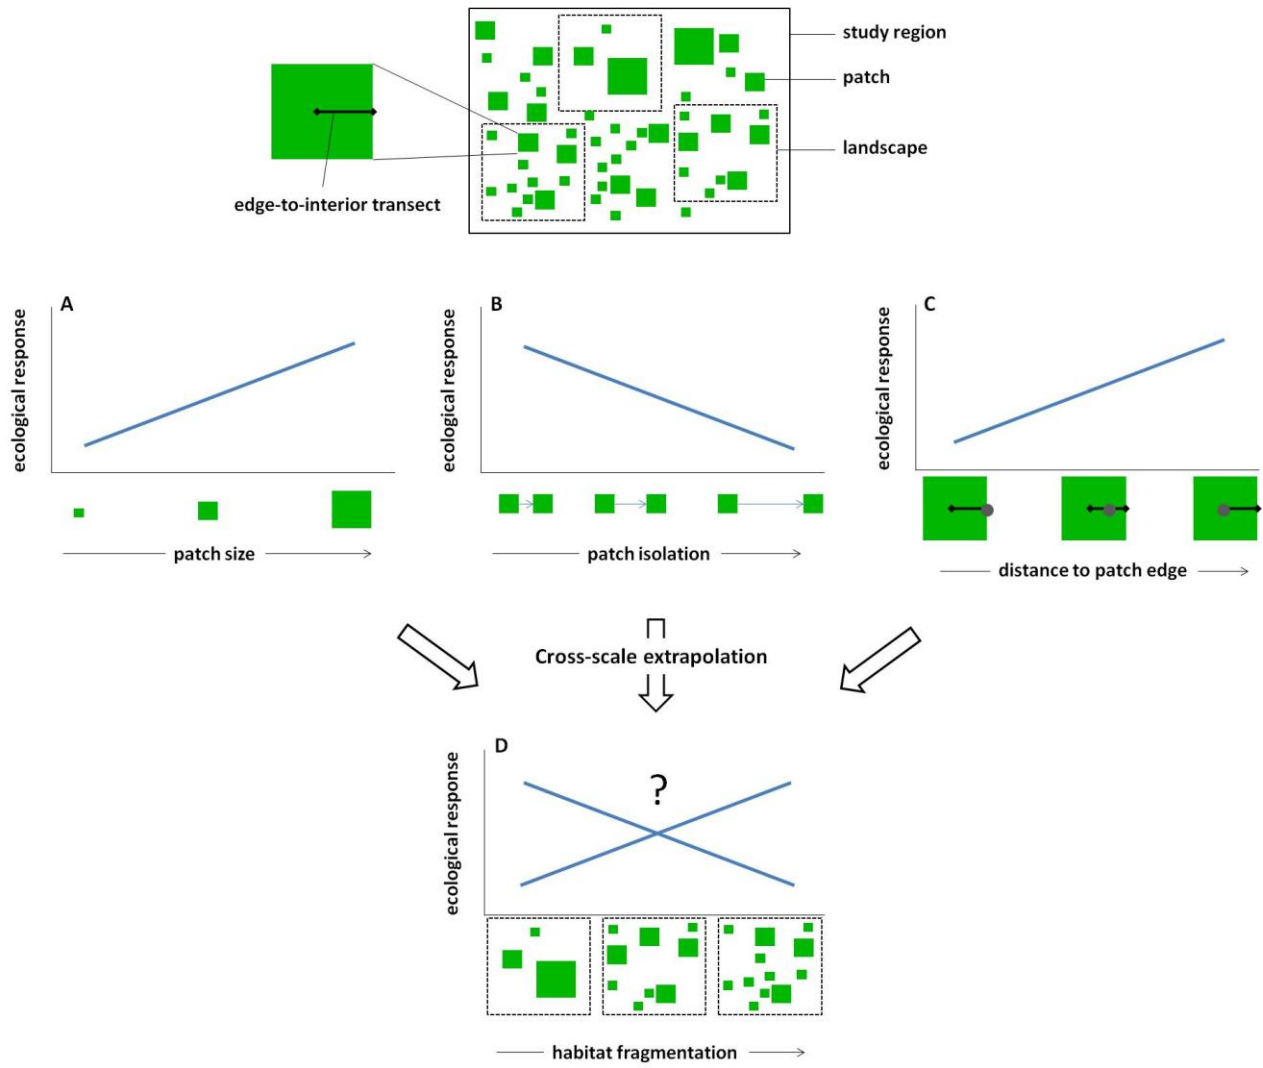 study region
patch
landscape
edge-to-interior transect
A
ecological response
patch size
B
ecological response
patch isolation
C
ecological response
distance to patch edge
Cross-scale extrapolation
D
?
ecological response
habitat fragmentation